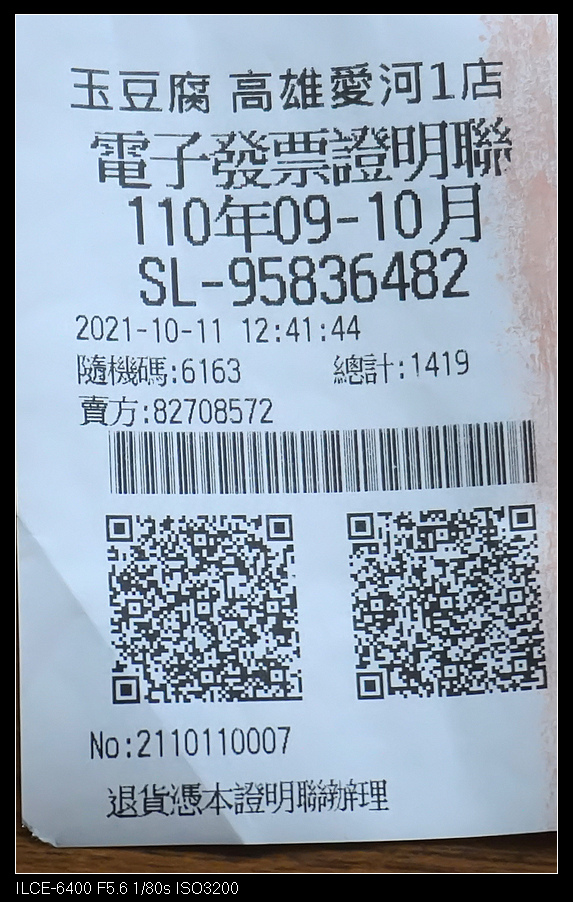 玉豆腐 高雄愛河1店
電子發票證明聯
110年09-10月
SL-95836482
2021-10-11 12:41:44
隨機碼:6163 總計:1419
賣方:82708572
No:2110110007
退貨憑本證明聯辦理
ILCE-6400 F5.6 1/80s ISO3200